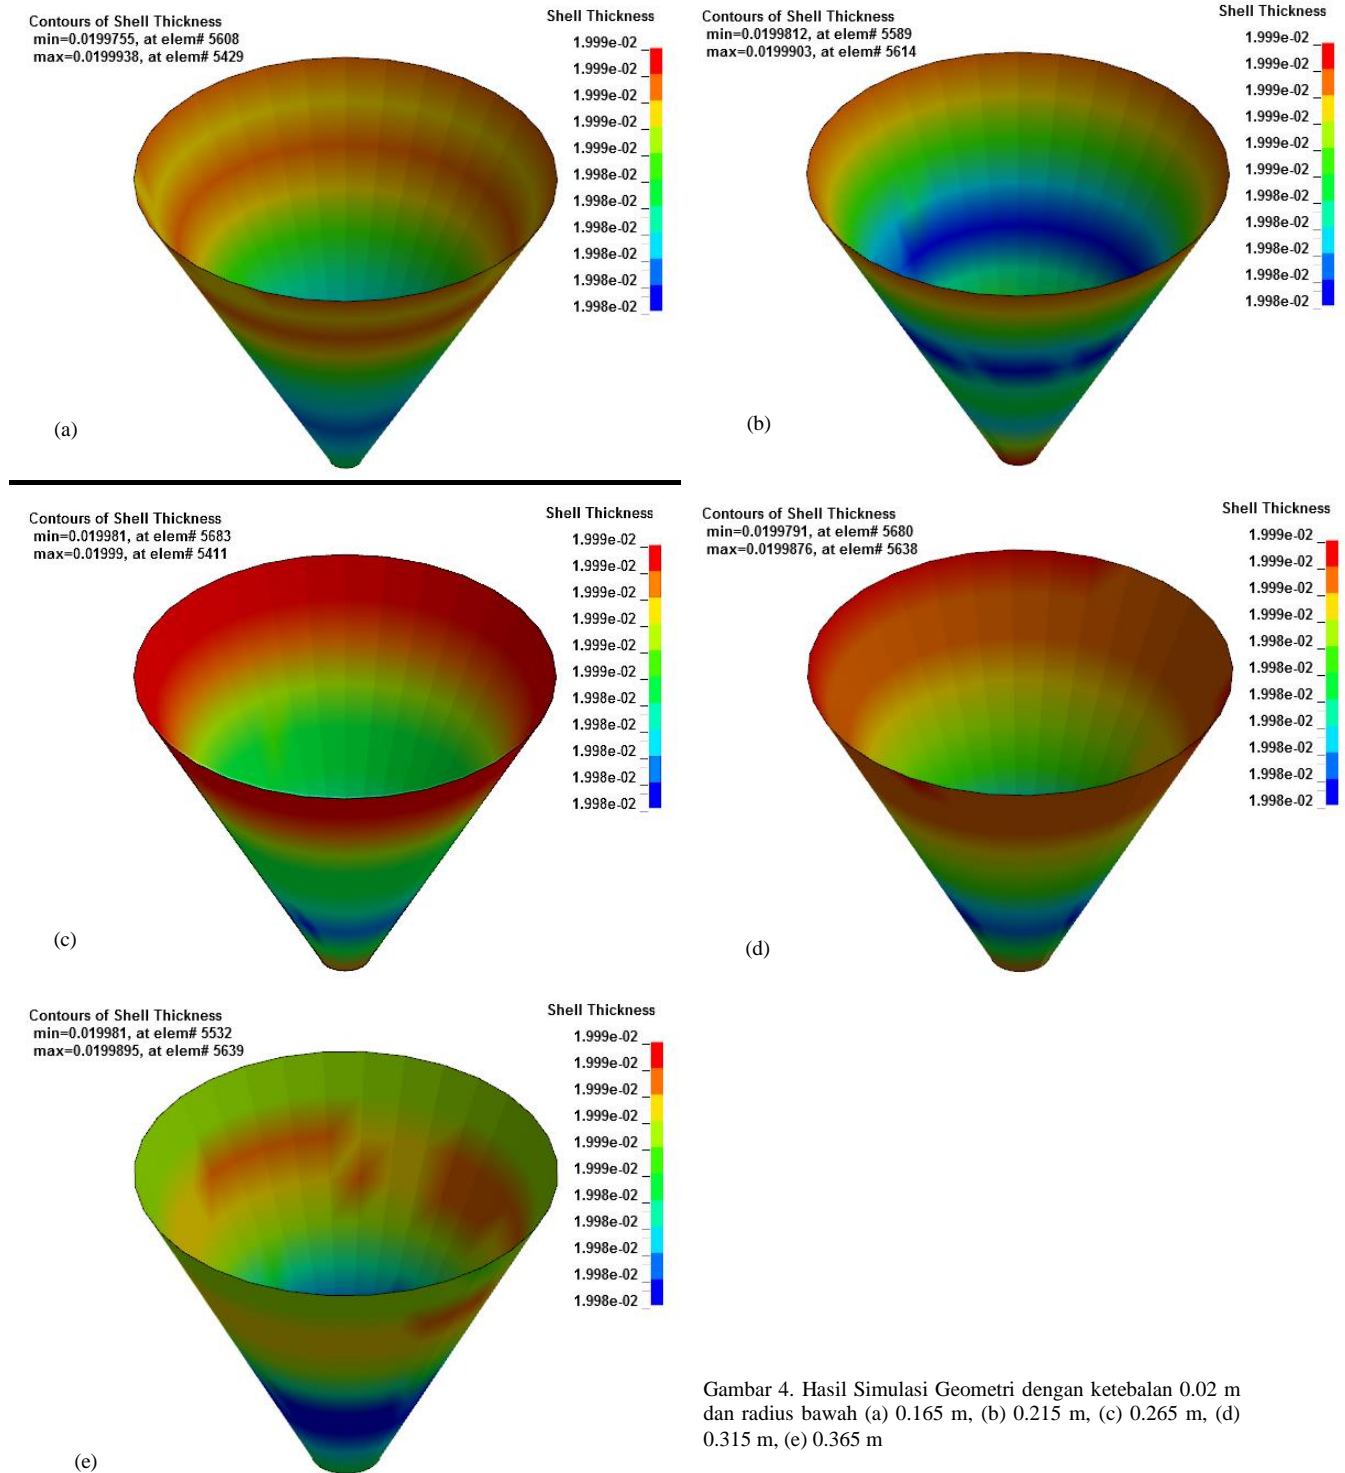 Contours of Shell Thickness
min=0.0199755, at elem# 5608
max=0.0199938, at elem# 5429
Shell Thickness
1.999e-02
1.999e-02
1.999e-02
1.999e-02
1.999e-02
1.998e-02
1.998e-02
1.998e-02
1.998e-02
1.998e-02
1.998e-02
(a)
Contours of Shell Thickness
min=0.0199812, at elem# 5589
max=0.0199903, at elem# 5614
Shell Thickness
1.999e-02
1.999e-02
1.999e-02
1.999e-02
1.999e-02
1.999e-02
1.998e-02
1.998e-02
1.998e-02
1.998e-02
1.998e-02
(b)
Contours of Shell Thickness
min=0.019981, at elem# 5683
max=0.01999, at elem# 5411
Shell Thickness
1.999e-02
1.999e-02
1.999e-02
1.999e-02
1.999e-02
1.999e-02
1.998e-02
1.998e-02
1.998e-02
1.998e-02
1.998e-02
(c)
Contours of Shell Thickness
min=0.0199791, at elem# 5680
max=0.0199876, at elem# 5638
Shell Thickness
1.999e-02
1.999e-02
1.999e-02
1.999e-02
1.998e-02
1.998e-02
1.998e-02
1.998e-02
1.998e-02
1.998e-02
1.998e-02
(d)
Contours of Shell Thickness
min=0.019981, at elem# 5532
max=0.0199895, at elem# 5639
Shell Thickness
1.999e-02
1.999e-02
1.999e-02
1.999e-02
1.999e-02
1.999e-02
1.998e-02
1.998e-02
1.998e-02
1.998e-02
1.998e-02
(e)
Gambar 4. Hasil Simulasi Geometri dengan ketebalan 0.02 m
dan radius bawah (a) 0.165 m, (b) 0.215 m, (c) 0.265 m, (d)
0.315 m, (e) 0.365 m